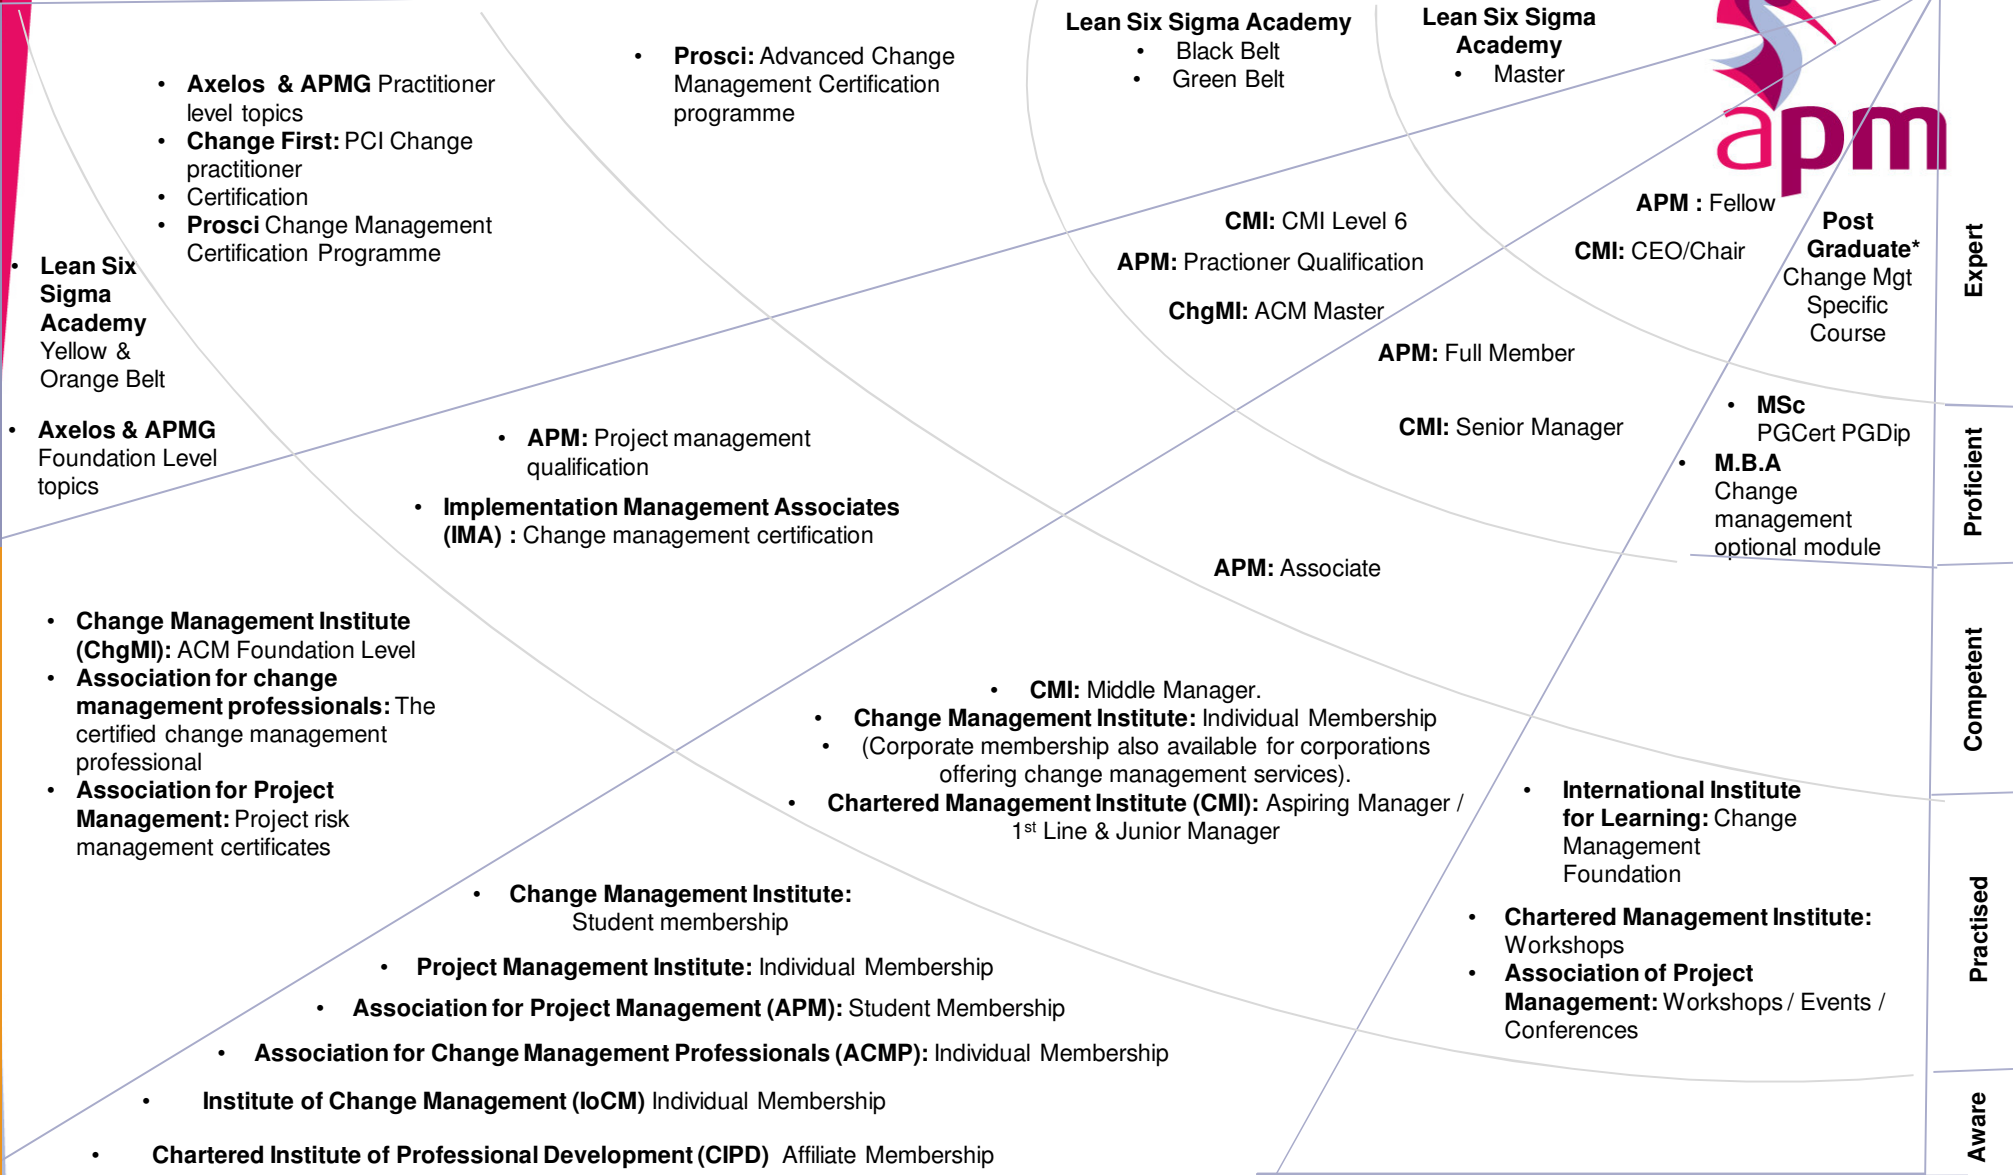 Lean Six Sigma Academy
• Black Belt
• Green Belt
Lean Six Sigma
Academy
• Master
apm
• Prosci: Advanced Change
Management Certification
programme
• Axelos & APMG Practitioner
level topics
• Change First: PCI Change
practitioner
• Certification
• Prosci Change Management
Certification Programme
• Lean Six
Sigma
Academy
Yellow &
Orange Belt
• Axelos & APMG
Foundation Level
topics
CMI: CMI Level 6
APM: Practioner Qualification
ChgMI: ACM Master
APM : Fellow
CMI: CEO/Chair
Post
Graduate*
Change Mgt
Specific
Course
Expert
APM: Full Member
CMI: Senior Manager
• MSc
PGCert PGDip
• M.B.A
Change
management
optional module
Proficient
• APM: Project management
qualification
• Implementation Management Associates
(IMA) : Change management certification
APM: Associate
Competent
• Change Management Institute
(ChgMI): ACM Foundation Level
• Association for change
management professionals: The
certified change management
professional
• Association for Project
Management: Project risk
management certificates
• CMI: Middle Manager.
• Change Management Institute: Individual Membership
• (Corporate membership also available for corporations
offering change management services).
• Chartered Management Institute (CMI): Aspiring Manager /
1st Line & Junior Manager
• International Institute
for Learning: Change
Management
Foundation
• Chartered Management Institute:
Workshops
• Association of Project
Management: Workshops / Events /
Conferences
Practised
• Change Management Institute:
Student membership
• Project Management Institute: Individual Membership
• Association for Project Management (APM): Student Membership
• Association for Change Management Professionals (ACMP): Individual Membership
• Institute of Change Management (IoCM) Individual Membership
• Chartered Institute of Professional Development (CIPD) Affiliate Membership
Aware